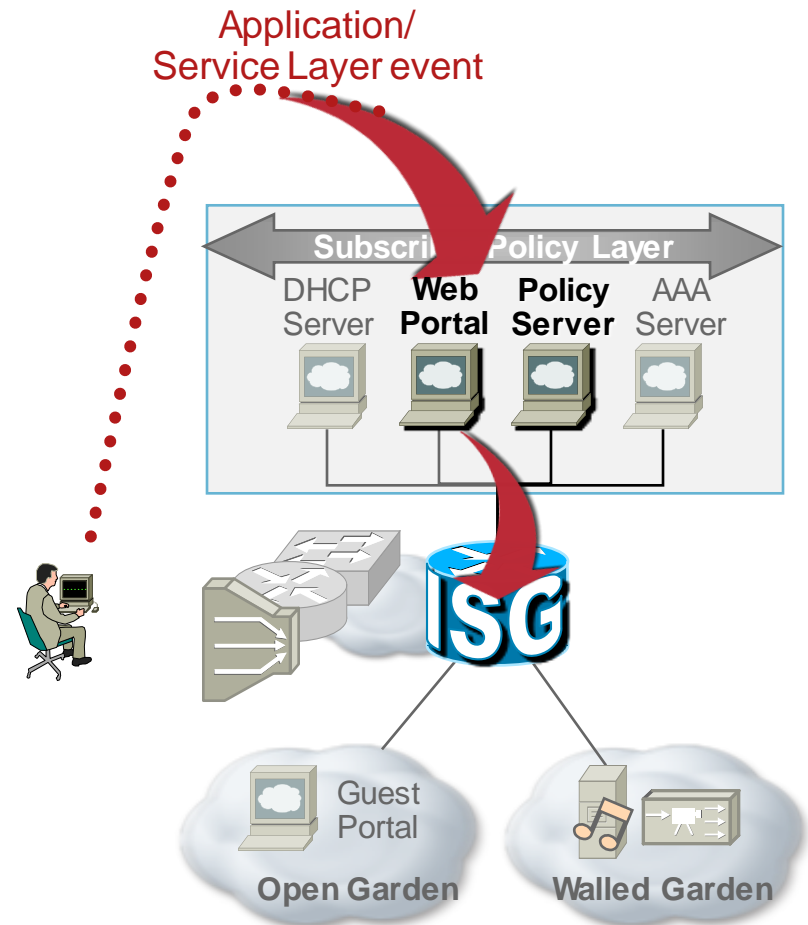 Application/
Service Layer event
Subscri Policy Layer
DHCP
Server
Web
Portal
Policy
Server
AAA
Server
ISG
Guest
Portal
Open Garden
Walled Garden